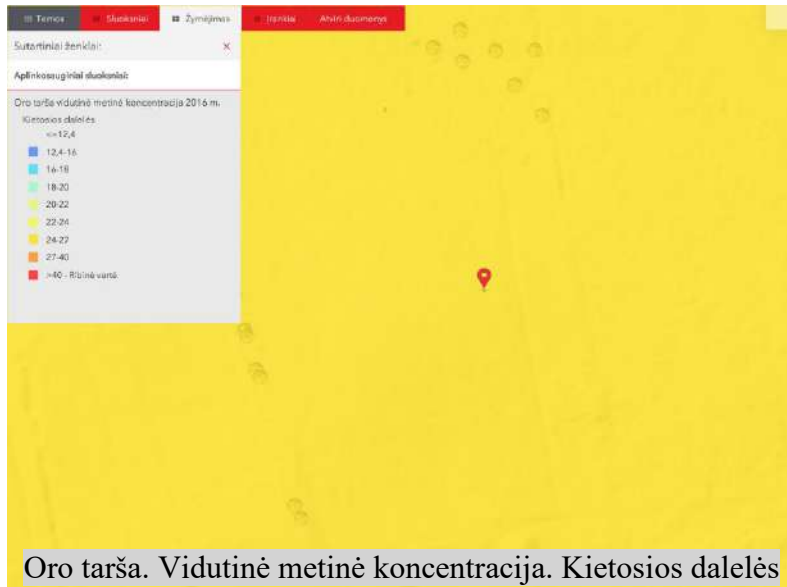 Temos Sluoksniai Žymėjimas Įrankiai Atviri duomenys
Sutartiniai ženklai: ×
Aplinkosauginiai sluoksniai:
Oro tarša vidutinė metinė koncentracija 2016 m.
Kietosios dalelės
<=12,4
12,4-16
16-18
18-20
20-22
22-24
24-27
27-40
>40 - Ribinė vertė
Oro tarša. Vidutinė metinė koncentracija. Kietosios dalelės